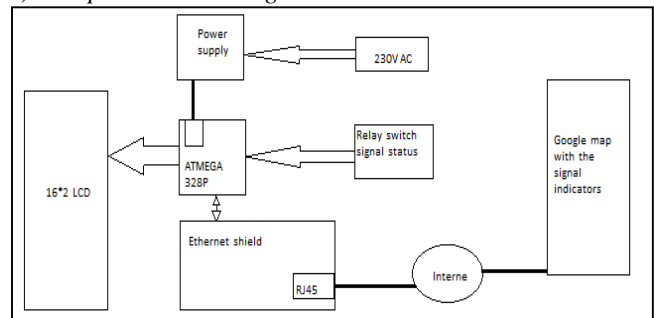 Power
supply
230V AC
16*2 LCD
ATMEGA
328P
Relay switch
signal status
Google map
with the
signal
indicators
Ethernet shield
RJ45
Interne